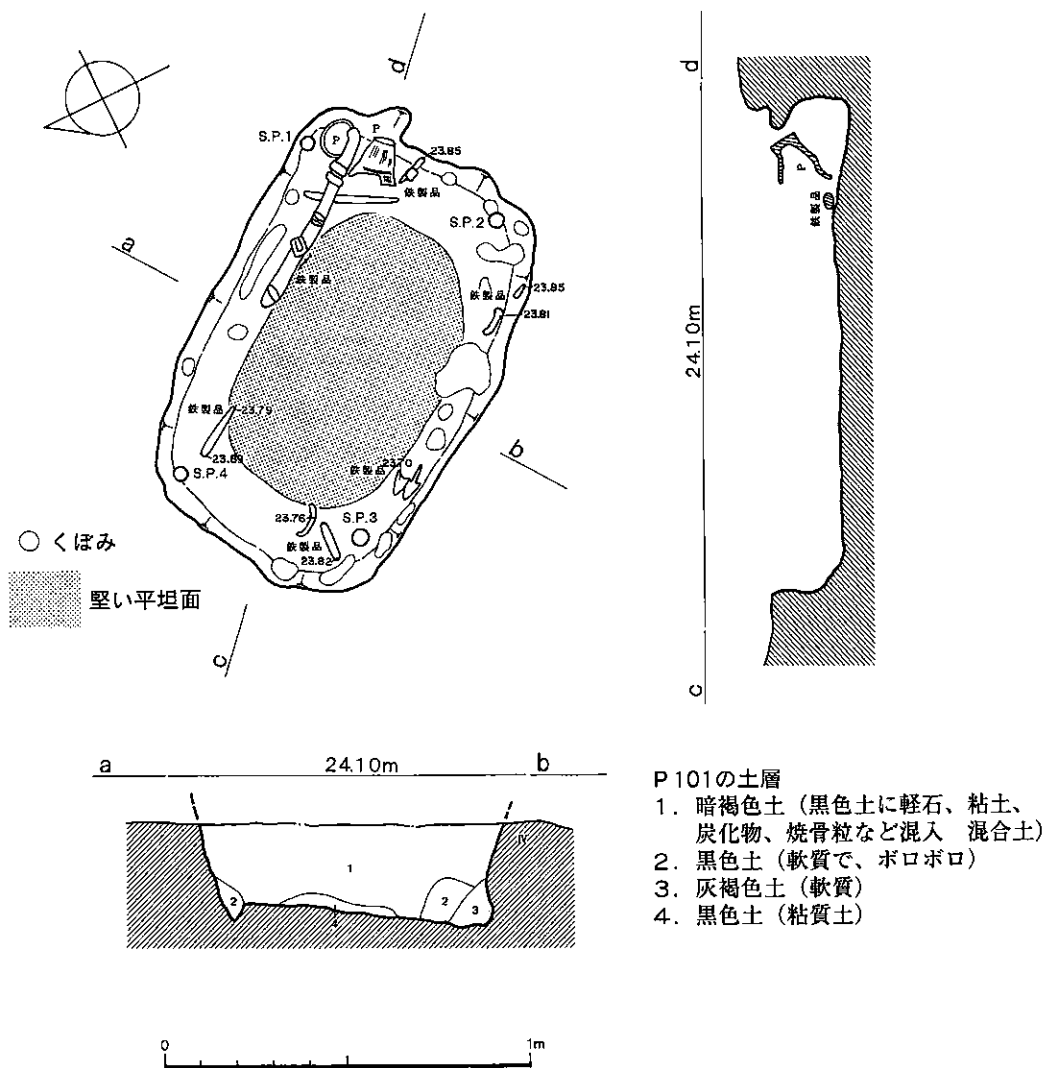 d
S.P.1
P
P
23.85
鉄製品
S.P.2
a
鉄製品
鉄製品
23.85
23.81
鉄製品
23.79
b
23.69
S.P.4
鉄製品
23.70
23.76
S.P.3
鉄製品
23.82
○ くぼみ
堅い平坦面
c
d
P
鉄製品
24.10m
c
a
24.10m
b
IV
1
2
2
3
4
P101の土層
1. 暗褐色土(黒色土に軽石、粘土、
炭化物、焼骨粒など混入 混合土)
2. 黒色土(軟質で、ボロボロ)
3. 灰褐色土(軟質)
4. 黒色土(粘質土)
0
1m